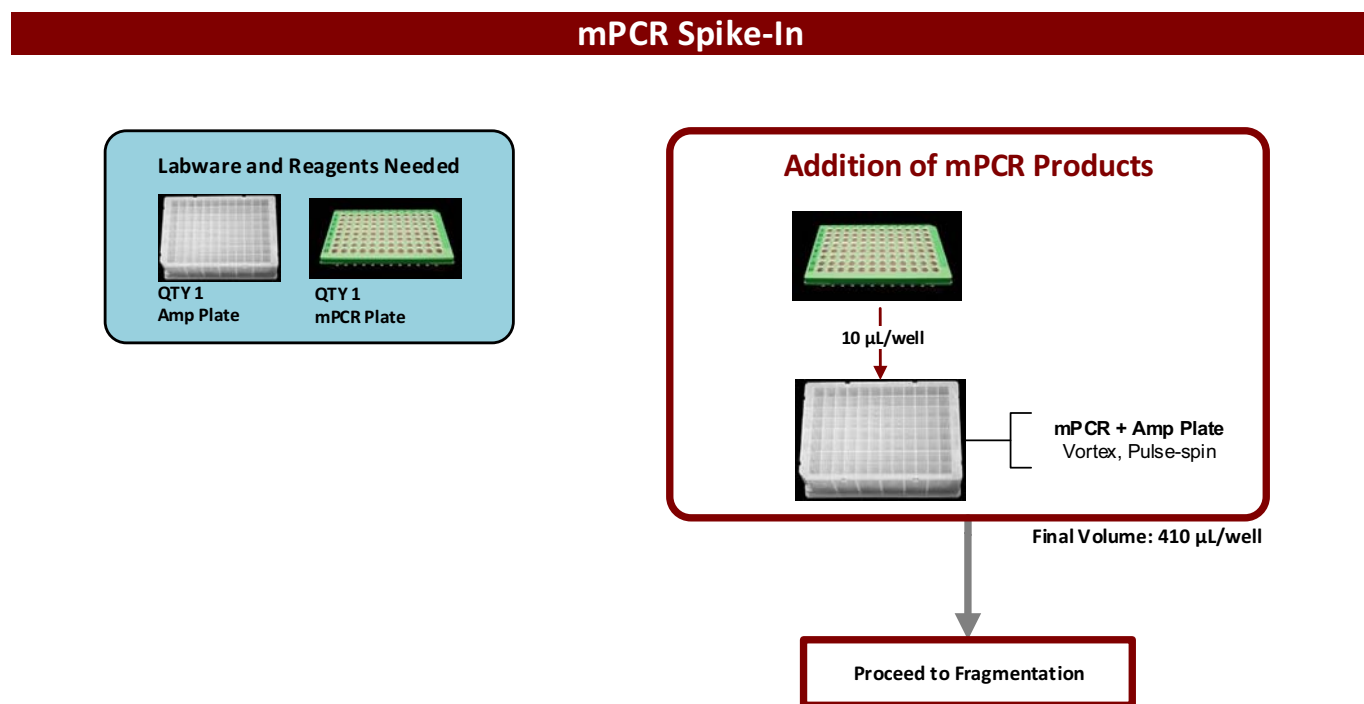 mPCR Spike-In
Labware and Reagents Needed
QTY 1
Amp Plate
QTY 1
mPCR Plate
Addition of mPCR Products
10 µL/well
mPCR + Amp Plate
Vortex, Pulse-spin
Final Volume: 410 µL/well
Proceed to Fragmentation